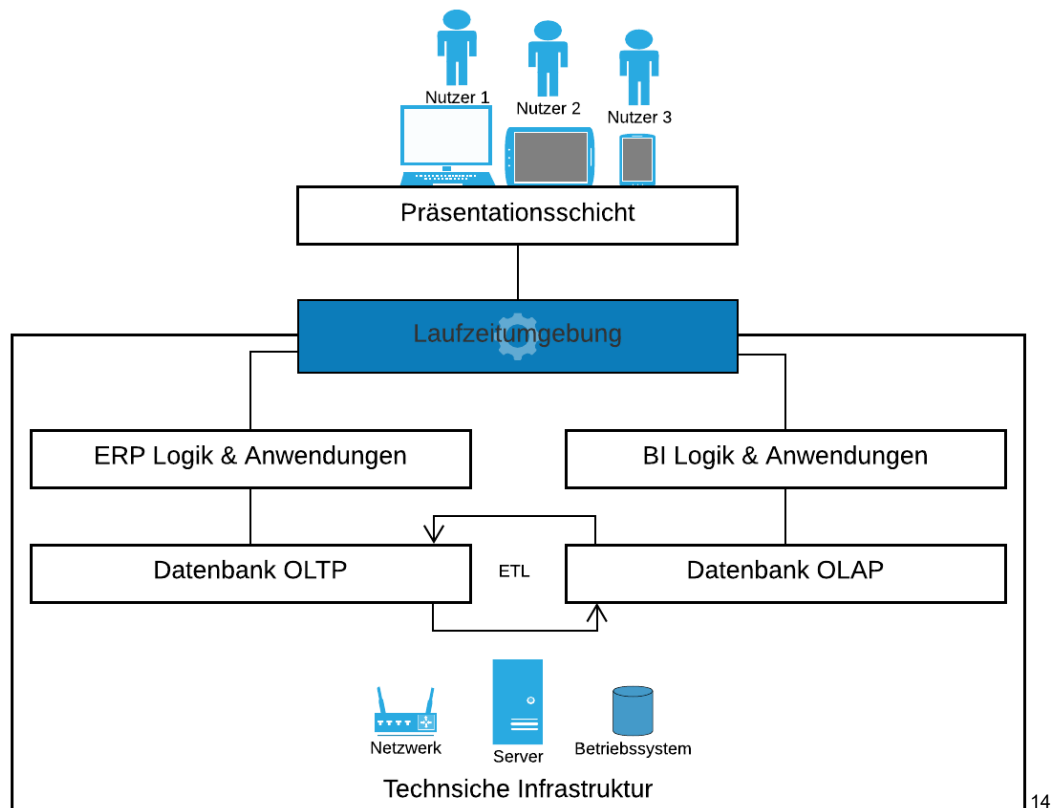 Nutzer 1
Nutzer 2
Nutzer 3
Präsentationsschicht
Laufzeitumgebung
ERP Logik & Anwendungen
BI Logik & Anwendungen
Datenbank OLTP
ETL
Datenbank OLAP
Netzwerk
Server
Betriebssystem
Technsiche Infrastruktur
14